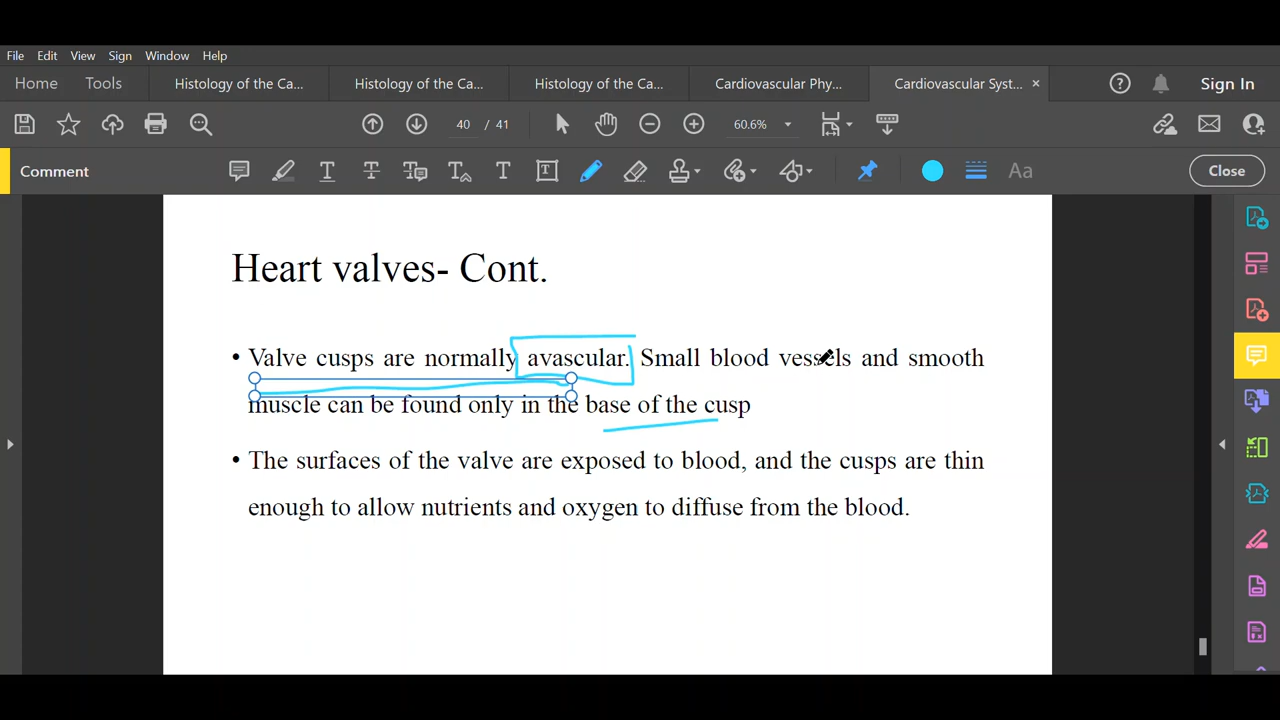 File Edit View Sign Window Help
Home Tools Histology of the Ca... Histology of the Ca... Histology of the Ca... Cardiovascular Phy... Cardiovascular Syst... × Sign In
40 / 41 60.6%
Comment Aa Close
Heart valves- Cont.
• Valve cusps are normally avascular. Small blood vessels and smooth
muscle can be found only in the base of the cusp
• The surfaces of the valve are exposed to blood, and the cusps are thin
enough to allow nutrients and oxygen to diffuse from the blood.